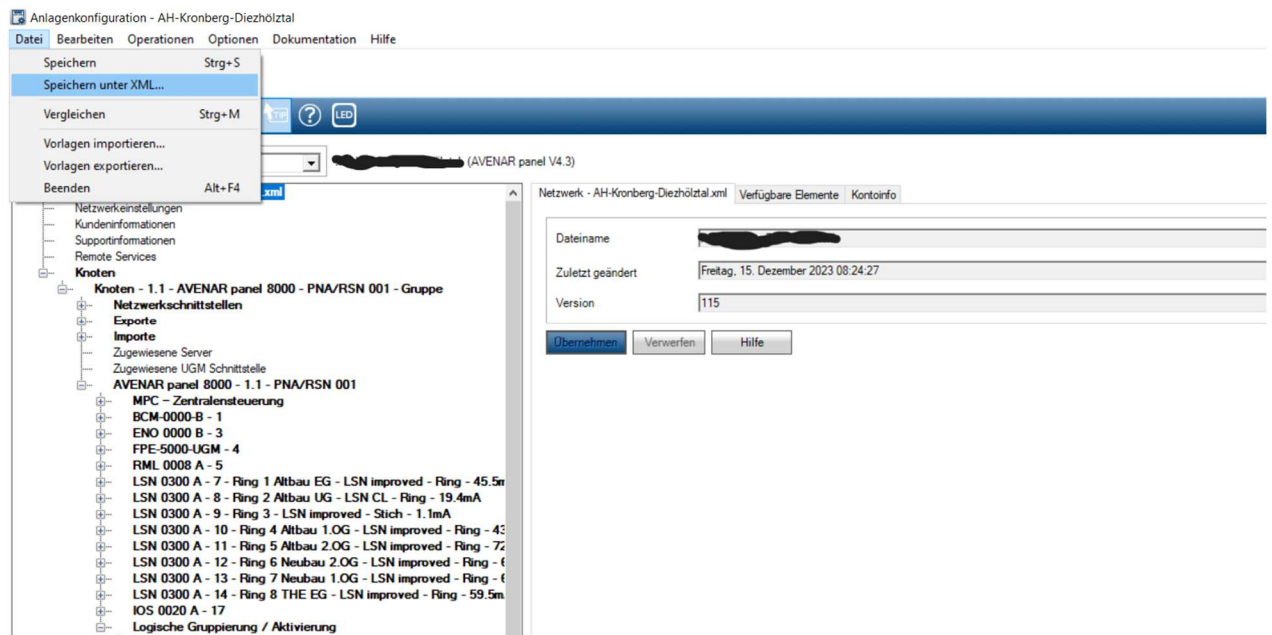 Anlagenkonfiguration - AH-Kronberg-Diezhölztal
Datei Bearbeiten Operationen Optionen Dokumentation Hilfe
Speichern Strg+S
Speichern unter XML...
Vergleichen Strg+M
Vorlagen importieren...
Vorlagen exportieren...
Beenden Alt+F4
TIP ? LED
(AVENAR panel V4.3)
.xml
Netzwerkeinstellungen
Kundeninformationen
Supportinformationen
Remote Services
Knoten
Knoten - 1.1 - AVENAR panel 8000 - PNA/RSN 001 - Gruppe
Netzwerkschnittstellen
Exporte
Importe
Zugewiesene Server
Zugewiesene UGM Schnittstelle
AVENAR panel 8000 - 1.1 - PNA/RSN 001
MPC – Zentralensteuerung
BCM-0000-B - 1
ENO 0000 B - 3
FPE-5000-UGM - 4
RML 0008 A - 5
LSN 0300 A - 7 - Ring 1 Altbau EG - LSN improved - Ring - 45.5m
LSN 0300 A - 8 - Ring 2 Altbau UG - LSN CL - Ring - 19.4mA
LSN 0300 A - 9 - Ring 3 - LSN improved - Stich - 1.1mA
LSN 0300 A - 10 - Ring 4 Altbau 1.OG - LSN improved - Ring - 43
LSN 0300 A - 11 - Ring 5 Altbau 2.OG - LSN improved - Ring - 72
LSN 0300 A - 12 - Ring 6 Neubau 2.OG - LSN improved - Ring - 6
LSN 0300 A - 13 - Ring 7 Neubau 1.OG - LSN improved - Ring - 6
LSN 0300 A - 14 - Ring 8 THE EG - LSN improved - Ring - 59.5m
IOS 0020 A - 17
Logische Gruppierung / Aktivierung
Netzwerk - AH-Kronberg-Diezhölztal.xml Verfügbare Elemente Kontoinfo
Dateiname
Zuletzt geändert Freitag, 15. Dezember 2023 08:24:27
Version 115
Übernehmen Verwerfen Hilfe